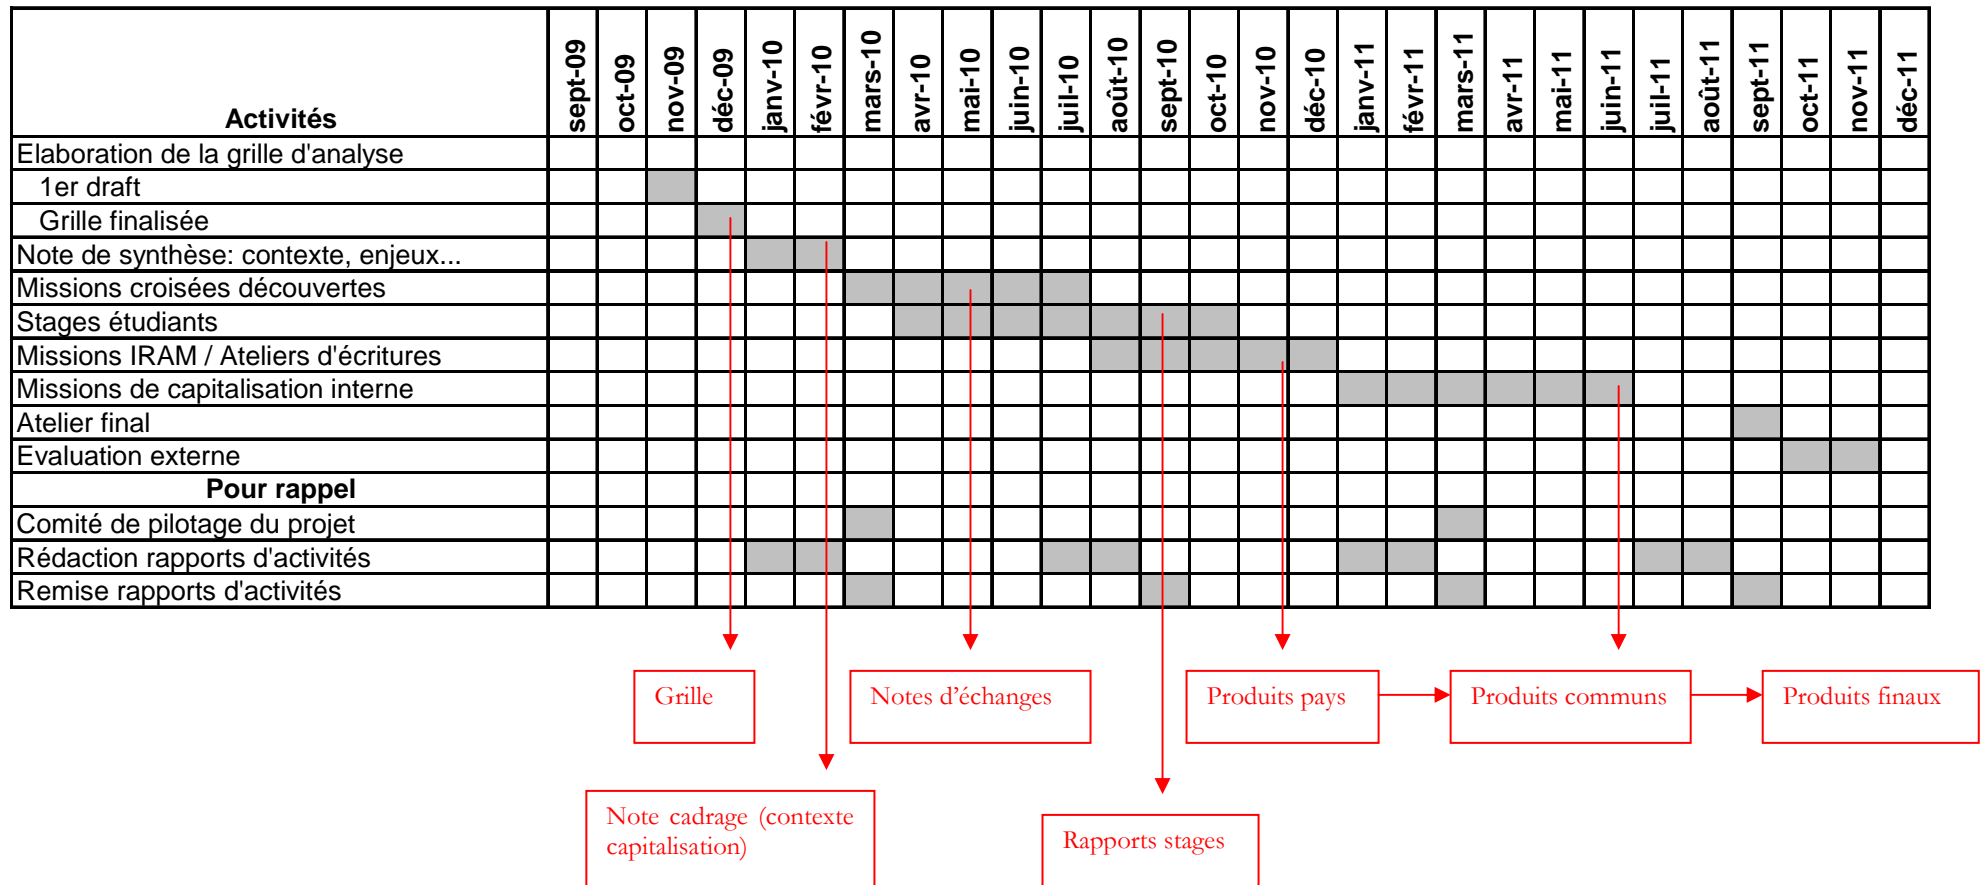 Activités
sept-09
oct-09
nov-09
déc-09
janv-10
févr-10
mars-10
avr-10
mai-10
juin-10
juil-10
août-10
sept-10
oct-10
nov-10
déc-10
janv-11
févr-11
mars-11
avr-11
mai-11
juin-11
juil-11
août-11
sept-11
oct-11
nov-11
déc-11
Elaboration de la grille d'analyse
1er draft
Grille finalisée
Note de synthèse: contexte, enjeux...
Missions croisées découvertes
Stages étudiants
Missions IRAM / Ateliers d'écritures
Missions de capitalisation interne
Atelier final
Evaluation externe
Pour rappel
Comité de pilotage du projet
Rédaction rapports d'activités
Remise rapports d'activités
Grille
Notes d’échanges
Produits pays
Produits communs
Produits finaux
Note cadrage (contexte
capitalisation)
Rapports stages